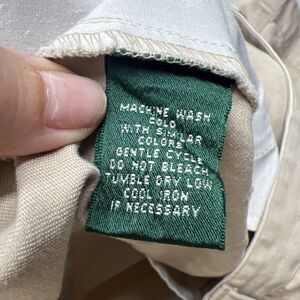 MACHINE WASH
COLD
WITH SIMILAR
COLORS
GENTLE CYCLE
DO NOT BLEACH
TUMBLE DRY LOW
COOL IRON
IF NECESSARY